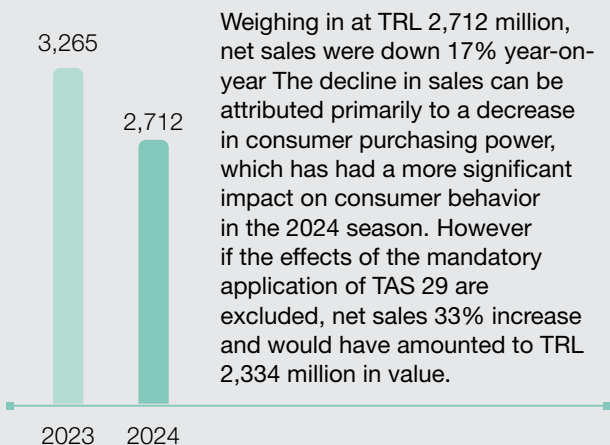 3,265
2,712
2023
2024
Weighing in at TRL 2,712 million,
net sales were down 17% year-on-
year The decline in sales can be
attributed primarily to a decrease
in consumer purchasing power,
which has had a more significant
impact on consumer behavior
in the 2024 season. However
if the effects of the mandatory
application of TAS 29 are
excluded, net sales 33% increase
and would have amounted to TRL
2,334 million in value.